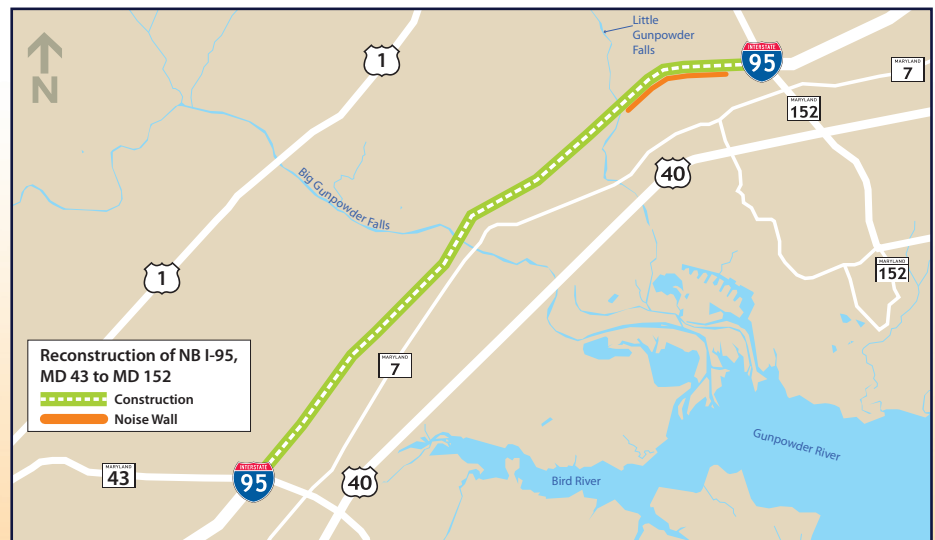 Little
Gunpowder
Falls
1
INTERSTATE
95
MARYLAND
7
MARYLAND
152
N
40
Big Gunpowder Falls
1
MARYLAND
152
Reconstruction of NB I-95,
MD 43 to MD 152
Construction
Noise Wall
MARYLAND
7
Gunpowder River
MARYLAND
43
INTERSTATE
95
40
Bird River